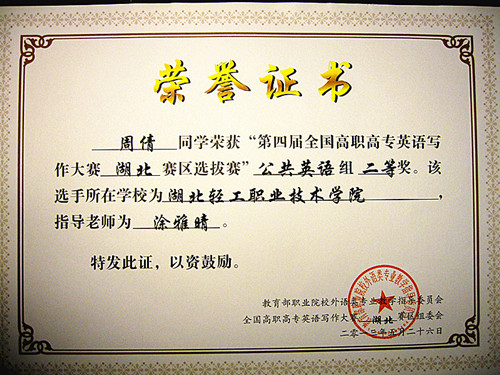 荣誉证书
周倩 同学荣获“第四届全国高职高专英语写
作大赛 湖北 赛区选拔赛”公共英语组 二等奖。该
选手所在学校为湖北轻工职业技术学院,
指导老师为 涂雅晴 。
特发此证，以资鼓励。
教育部职业院校外语类专业教学指导委员会
全国高职高专英语写作大赛 湖北 赛区组委会
月二十六日